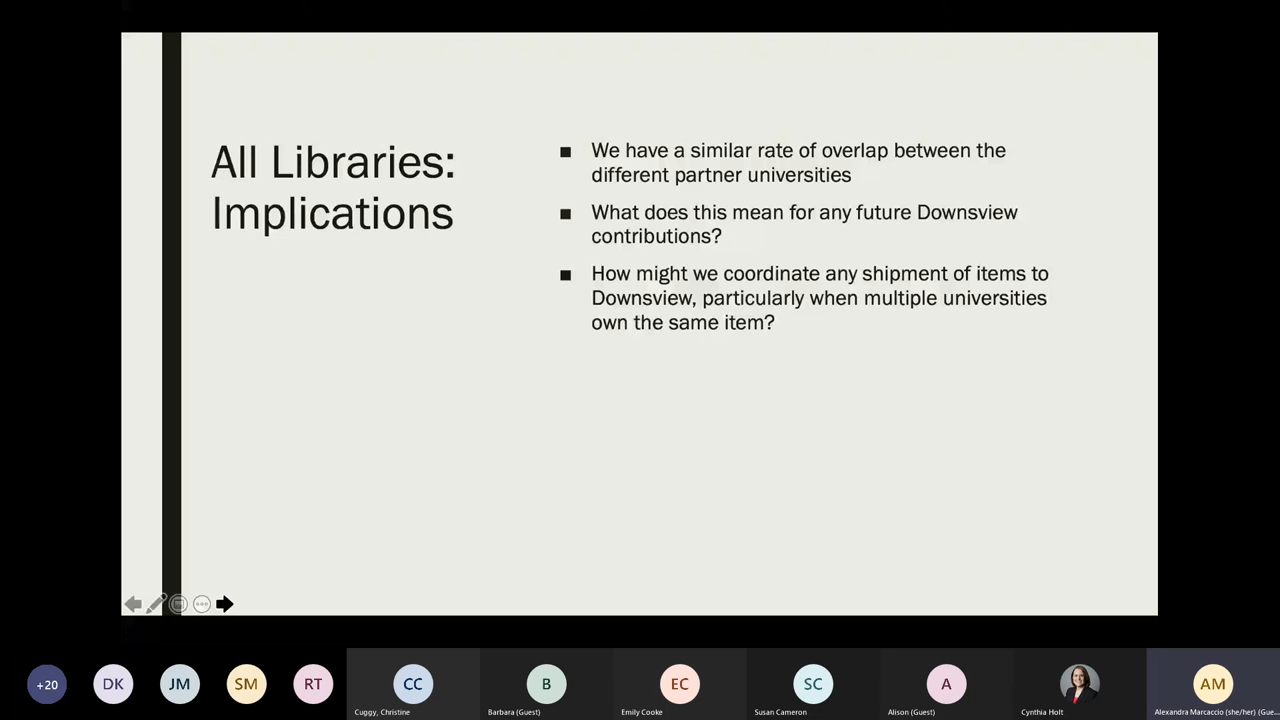 All Libraries:
Implications
■ We have a similar rate of overlap between the
different partner universities
■ What does this mean for any future Downsview
contributions?
■ How might we coordinate any shipment of items to
Downsview, particularly when multiple universities
own the same item?
+20
DK
JM
SM
RT
CC
B
EC
SC
A
AM
Cuggy, Christine
Barbara (Guest)
Emily Cooke
Susan Cameron
Alison (Guest)
Cynthia Holt
Alexandra Marcaccio (she/her) (Gue...